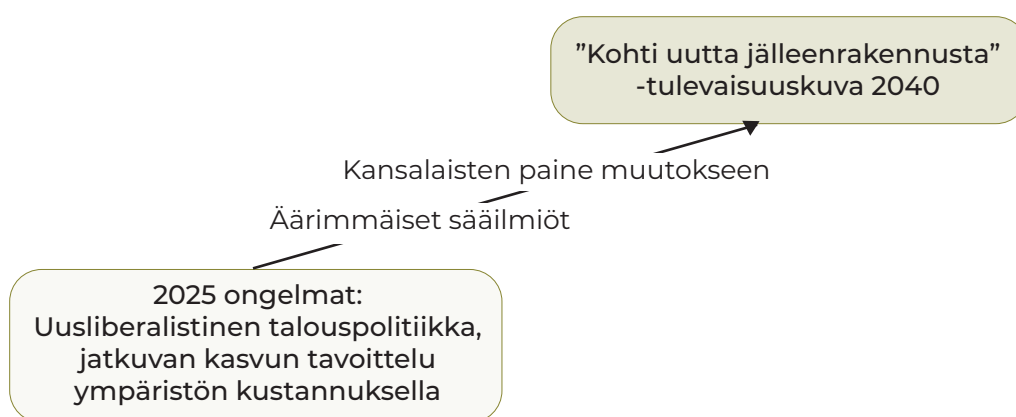 ”Kohti uutta jälleenrakennusta”
-tulevaisuuskuva 2040
Kansalaisten paine muutokseen
Äärimmäiset sääilmiöt
2025 ongelmat:
Uusliberalistinen talouspolitiikka,
jatkuvan kasvun tavoittelu
ympäristön kustannuksella